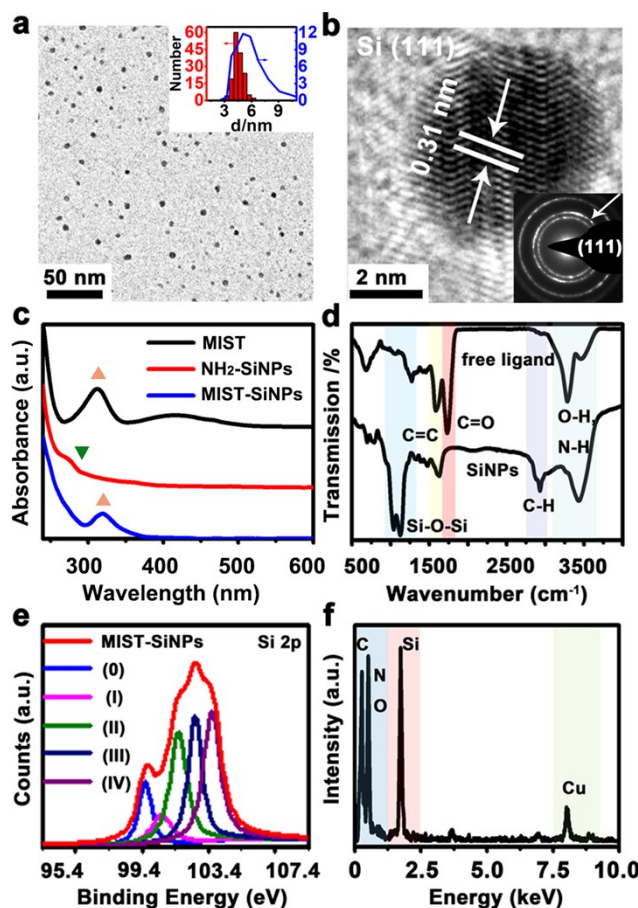 a
60
45
30
15
0
Number
12
9
6
3
0
3 6 9
d/nm
50 nm
b
Si (111)
0.31 nm
(111)
2 nm
c
MIST
NH₂-SiNPs
MIST-SiNPs
Absorbance (a.u.)
300 400 500 600
Wavelength (nm)
d
free ligand
O-H,
C=C
C=O
N-H
SiNPs
C-H
Si-O-Si
Transmission /%
500 1500 2500 3500
Wavenumber (cm⁻¹)
e
MIST-SiNPs
Si 2p
(0)
(I)
(II)
(III)
(IV)
Counts (a.u.)
95.4 99.4 103.4 107.4
Binding Energy (eV)
f
C
Si
N
O
Cu
Intensity (a.u.)
0 2.5 5.0 7.5 10.0
Energy (keV)